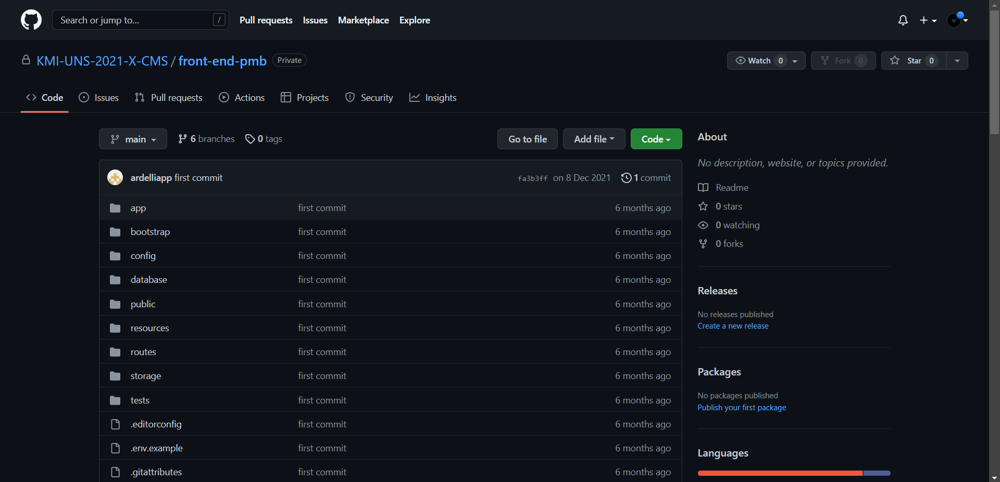 Search or jump to... /
Pull requests Issues Marketplace Explore
KMI-UNS-2021-X-CMS / front-end-pmb Private
Watch 0 Fork 0 Star 0
Code Issues Pull requests Actions Projects Security Insights
main 6 branches 0 tags Go to file Add file Code
ardelliapp first commit fa3b3ff on 8 Dec 2021 1 commit
app first commit 6 months ago
bootstrap first commit 6 months ago
config first commit 6 months ago
database first commit 6 months ago
public first commit 6 months ago
resources first commit 6 months ago
routes first commit 6 months ago
storage first commit 6 months ago
tests first commit 6 months ago
.editorconfig first commit 6 months ago
.env.example first commit 6 months ago
.gitattributes first commit 6 months ago
About
No description, website, or topics provided.
Readme
0 stars
0 watching
0 forks
Releases
No releases published
Create a new release
Packages
No packages published
Publish your first package
Languages